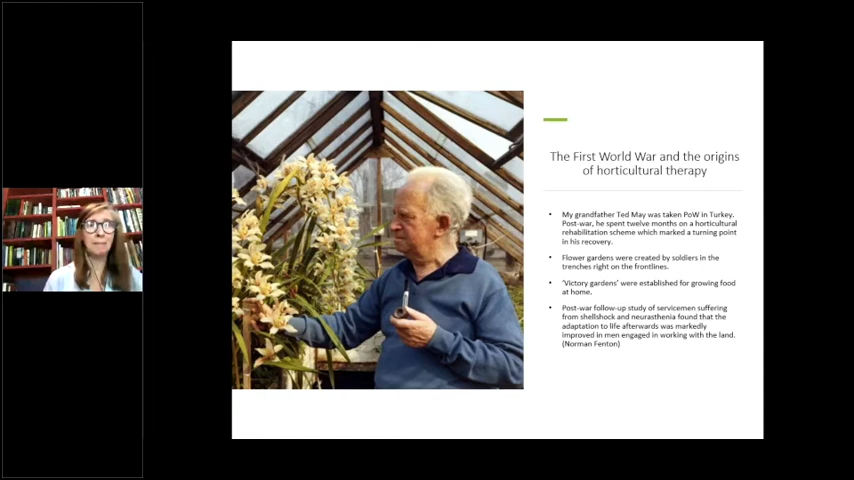 The First World War and the origins
of horticultural therapy
• My grandfather Ted May was taken PoW in Turkey.
Post-war, he spent twelve months on a horticultural
rehabilitation scheme which marked a turning point
in his recovery.
• Flower gardens were created by soldiers in the
trenches right on the frontlines.
• 'Victory gardens' were established for growing food
at home.
• Post-war follow-up study of servicemen suffering
from shellshock and neurasthenia found that the
adaptation to life afterwards was markedly
improved in men engaged in working with the land.
(Norman Fenton)